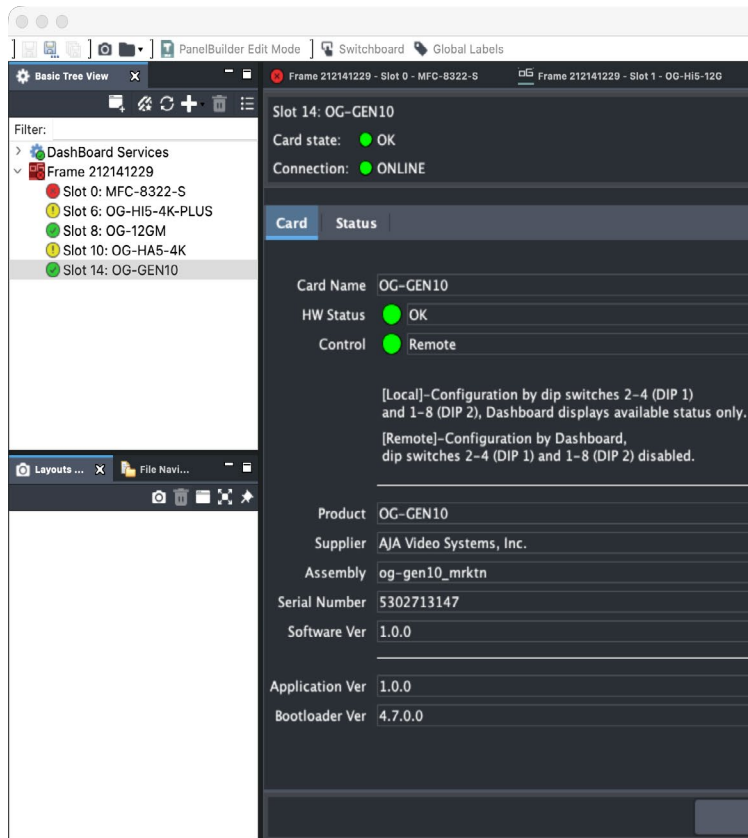 PanelBuilder Edit Mode Switchboard Global Labels
Basic Tree View
Frame 212141229 - Slot 0 - MFC-8322-S
Frame 212141229 - Slot 1 - OG-Hi5-12G
Filter:
DashBoard Services
Frame 212141229
Slot 0: MFC-8322-S
Slot 6: OG-HI5-4K-PLUS
Slot 8: OG-12GM
Slot 10: OG-HA5-4K
Slot 14: OG-GEN10
Layouts ...
File Navi...
Slot 14: OG-GEN10
Card state: OK
Connection: ONLINE
Card Status
Card Name OG-GEN10
HW Status OK
Control Remote
[Local]-Configuration by dip switches 2-4 (DIP 1)
and 1-8 (DIP 2), Dashboard displays available status only.
[Remote]-Configuration by Dashboard,
dip switches 2-4 (DIP 1) and 1-8 (DIP 2) disabled.
Product OG-GEN10
Supplier AJA Video Systems, Inc.
Assembly og-gen10_mrktn
Serial Number 5302713147
Software Ver 1.0.0
Application Ver 1.0.0
Bootloader Ver 4.7.0.0